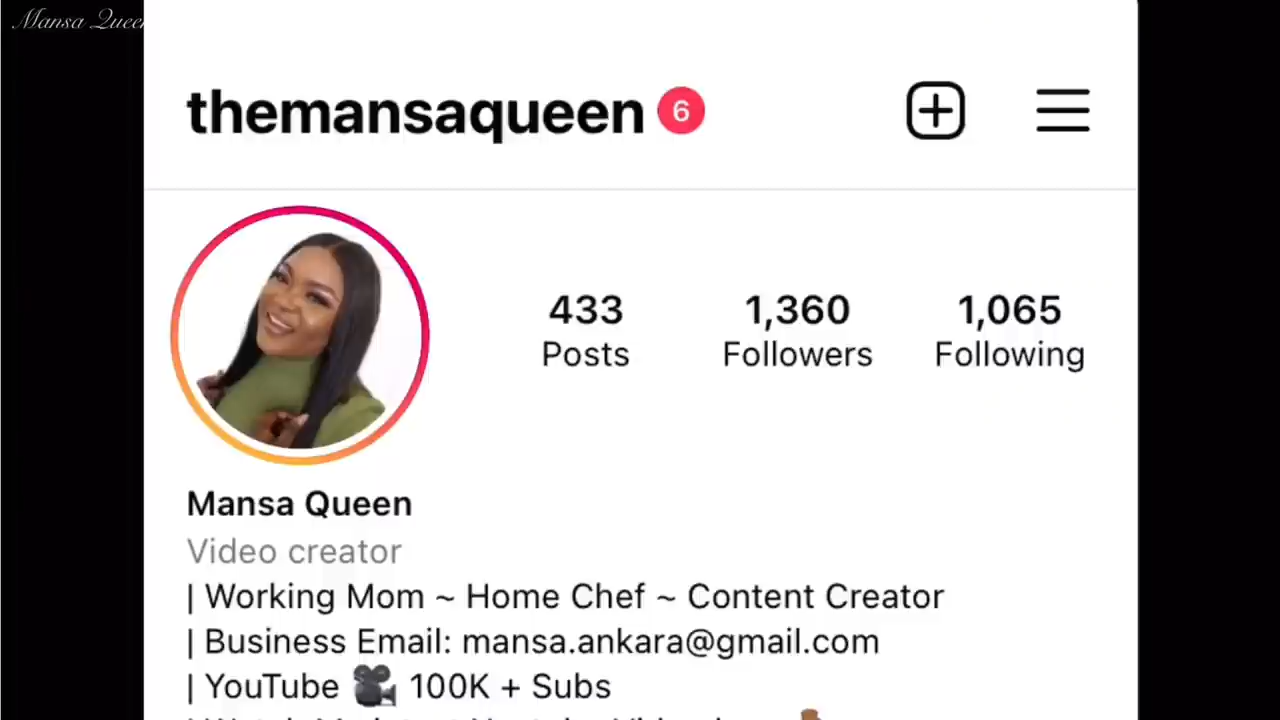 Mansa Queen
themansaqueen 6
433 1,360 1,065
Posts Followers Following
Mansa Queen
Video creator
| Working Mom ~ Home Chef ~ Content Creator
| Business Email: mansa.ankara@gmail.com
| YouTube 🎥 100K + Subs